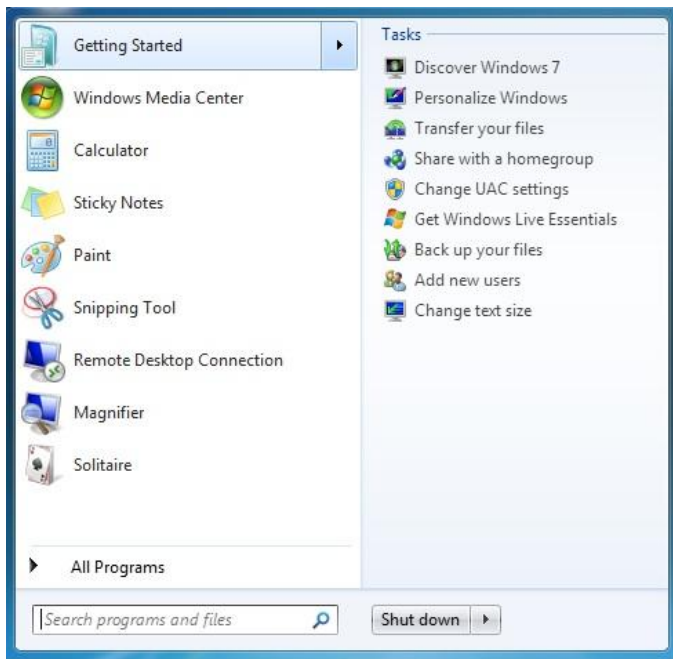 Getting Started
Windows Media Center
Calculator
Sticky Notes
Paint
Snipping Tool
Remote Desktop Connection
Magnifier
Solitaire
All Programs
Search programs and files
Tasks
Discover Windows 7
Personalize Windows
Transfer your files
Share with a homegroup
Change UAC settings
Get Windows Live Essentials
Back up your files
Add new users
Change text size
Shut down